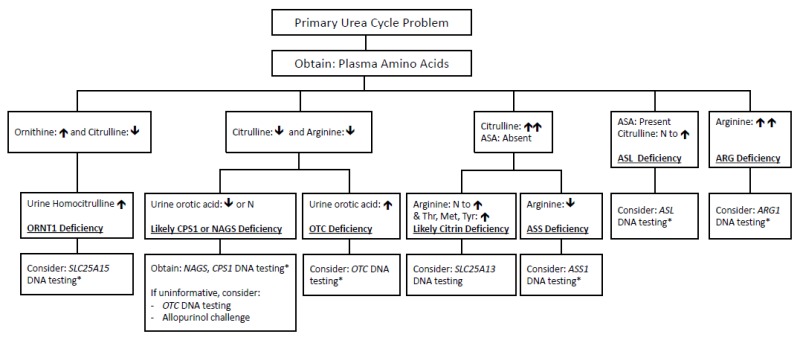 Primary Urea Cycle Problem
Obtain: Plasma Amino Acids
Ornithine: ↑ and Citrulline: ↓
Citrulline: ↓ and Arginine: ↓
Citrulline: ↑↑
ASA: Absent
ASA: Present
Citrulline: N to ↑
ASL Deficiency
Arginine: ↑ ↑
ARG Deficiency
Urine Homocitrulline ↑
ORNT1 Deficiency
Urine orotic acid: ↓ or N
Likely CPS1 or NAGS Deficiency
Urine orotic acid: ↑
OTC Deficiency
Arginine: N to ↑
& Thr, Met, Tyr: ↑
Likely Citrin Deficiency
Arginine: ↓
ASS Deficiency
Consider: ASL
DNA testing*
Consider: ARG1
DNA testing*
Consider: SLC25A15
DNA testing*
Obtain: NAGS, CPS1 DNA testing*
If uninformative, consider:
- OTC DNA testing
- Allopurinol challenge
Consider: OTC DNA
testing*
Consider: SLC25A13
DNA testing
Consider: ASS1
DNA testing*